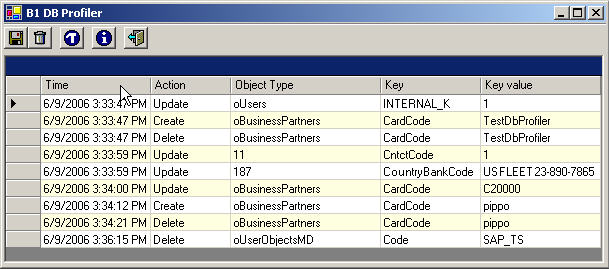 B1 DB Profiler
Time Action Object Type Key Key value
6/9/2006 3:33:47 PM Update oUsers INTERNAL_K 1
6/9/2006 3:33:47 PM Create oBusinessPartners CardCode TestDbProfiler
6/9/2006 3:33:47 PM Delete oBusinessPartners CardCode TestDbProfiler
6/9/2006 3:33:59 PM Update 11 CntctCode 1
6/9/2006 3:33:59 PM Update 187 CountryBankCode USFLEET23-890-7865
6/9/2006 3:34:00 PM Update oBusinessPartners CardCode C20000
6/9/2006 3:34:12 PM Create oBusinessPartners CardCode pippo
6/9/2006 3:34:21 PM Delete oBusinessPartners CardCode pippo
6/9/2006 3:36:15 PM Delete oUserObjectsMD Code SAP_TS